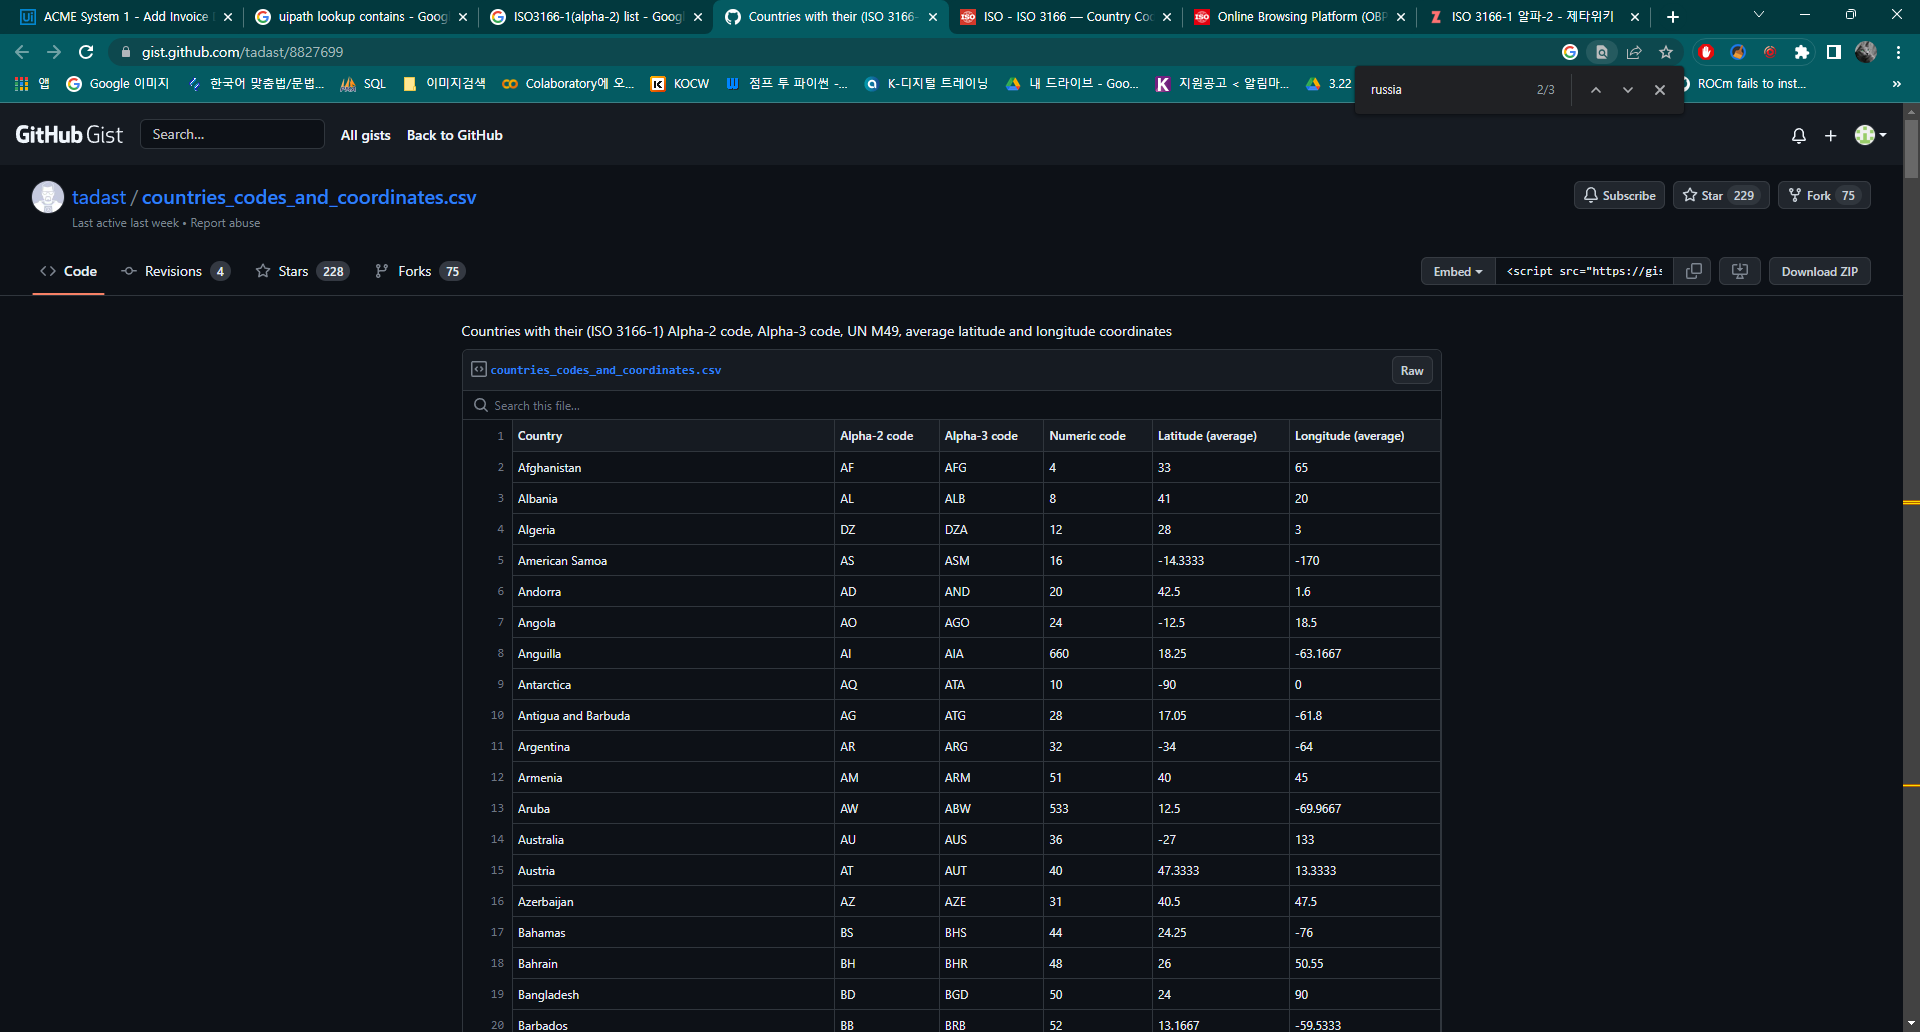 ACME System 1 - Add Invoice
uipath lookup contains - Goog
ISO3166-1(alpha-2) list - Goog
Countries with their (ISO 3166-
ISO - ISO 3166 — Country Co
Online Browsing Platform (OBP
ISO 3166-1 알파-2 - 제타위키
gist.github.com/tadast/8827699
앱 Google 이미지 한국어 맞춤법/문법... SQL 이미지검색 Colaboratory에 오... KOCW 점프 투 파이썬 -... K-디지털 트레이닝 내 드라이브 - Goo... 지원공고 < 알림마... 3.22 ROCm fails to inst... »
russia 2/3
GitHub Gist Search... All gists Back to GitHub
tadast / countries_codes_and_coordinates.csv
Subscribe Star 229 Fork 75
Last active last week • Report abuse
Code Revisions 4 Stars 228 Forks 75
Embed <script src="https://gis Download ZIP
Countries with their (ISO 3166-1) Alpha-2 code, Alpha-3 code, UN M49, average latitude and longitude coordinates
countries_codes_and_coordinates.csv Raw
Search this file...
1 Country Alpha-2 code Alpha-3 code Numeric code Latitude (average) Longitude (average)
2 Afghanistan AF AFG 4 33 65
3 Albania AL ALB 8 41 20
4 Algeria DZ DZA 12 28 3
5 American Samoa AS ASM 16 -14.3333 -170
6 Andorra AD AND 20 42.5 1.6
7 Angola AO AGO 24 -12.5 18.5
8 Anguilla AI AIA 660 18.25 -63.1667
9 Antarctica AQ ATA 10 -90 0
10 Antigua and Barbuda AG ATG 28 17.05 -61.8
11 Argentina AR ARG 32 -34 -64
12 Armenia AM ARM 51 40 45
13 Aruba AW ABW 533 12.5 -69.9667
14 Australia AU AUS 36 -27 133
15 Austria AT AUT 40 47.3333 13.3333
16 Azerbaijan AZ AZE 31 40.5 47.5
17 Bahamas BS BHS 44 24.25 -76
18 Bahrain BH BHR 48 26 50.55
19 Bangladesh BD BGD 50 24 90
20 Barbados BB BRB 52 13.1667 -59.5333